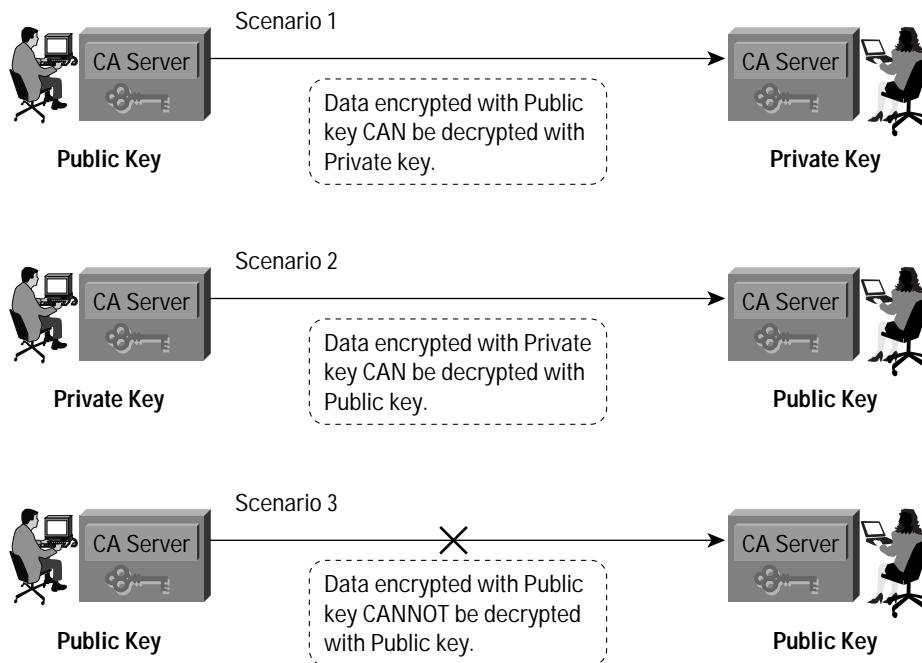 Scenario 1
CA Server
CA Server
Data encrypted with Public
key CAN be decrypted with
Private key.
Public Key
Private Key
Scenario 2
CA Server
CA Server
Data encrypted with Private
key CAN be decrypted with
Public key.
Private Key
Public Key
Scenario 3
CA Server
CA Server
Data encrypted with Public
key CANNOT be decrypted
with Public key.
Public Key
Public Key